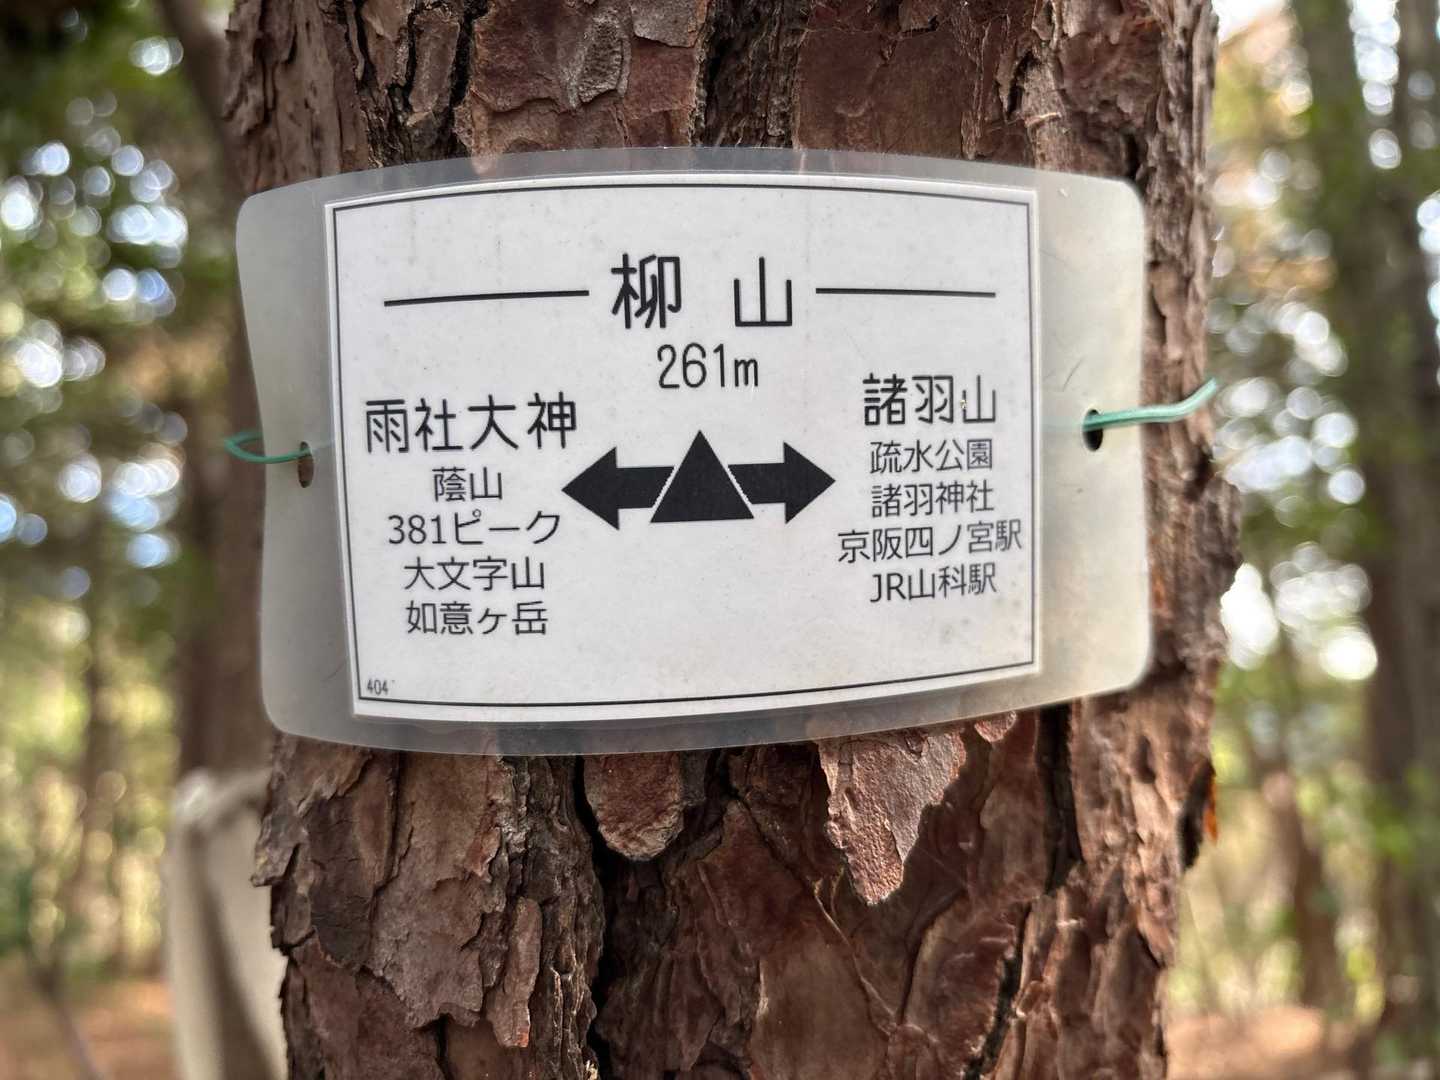 柳山
261m
雨社大神
蔭山
381ピーク
大文字山
如意ヶ岳
諸羽山
疏水公園
諸羽神社
京阪四ノ宮駅
JR山科駅
404